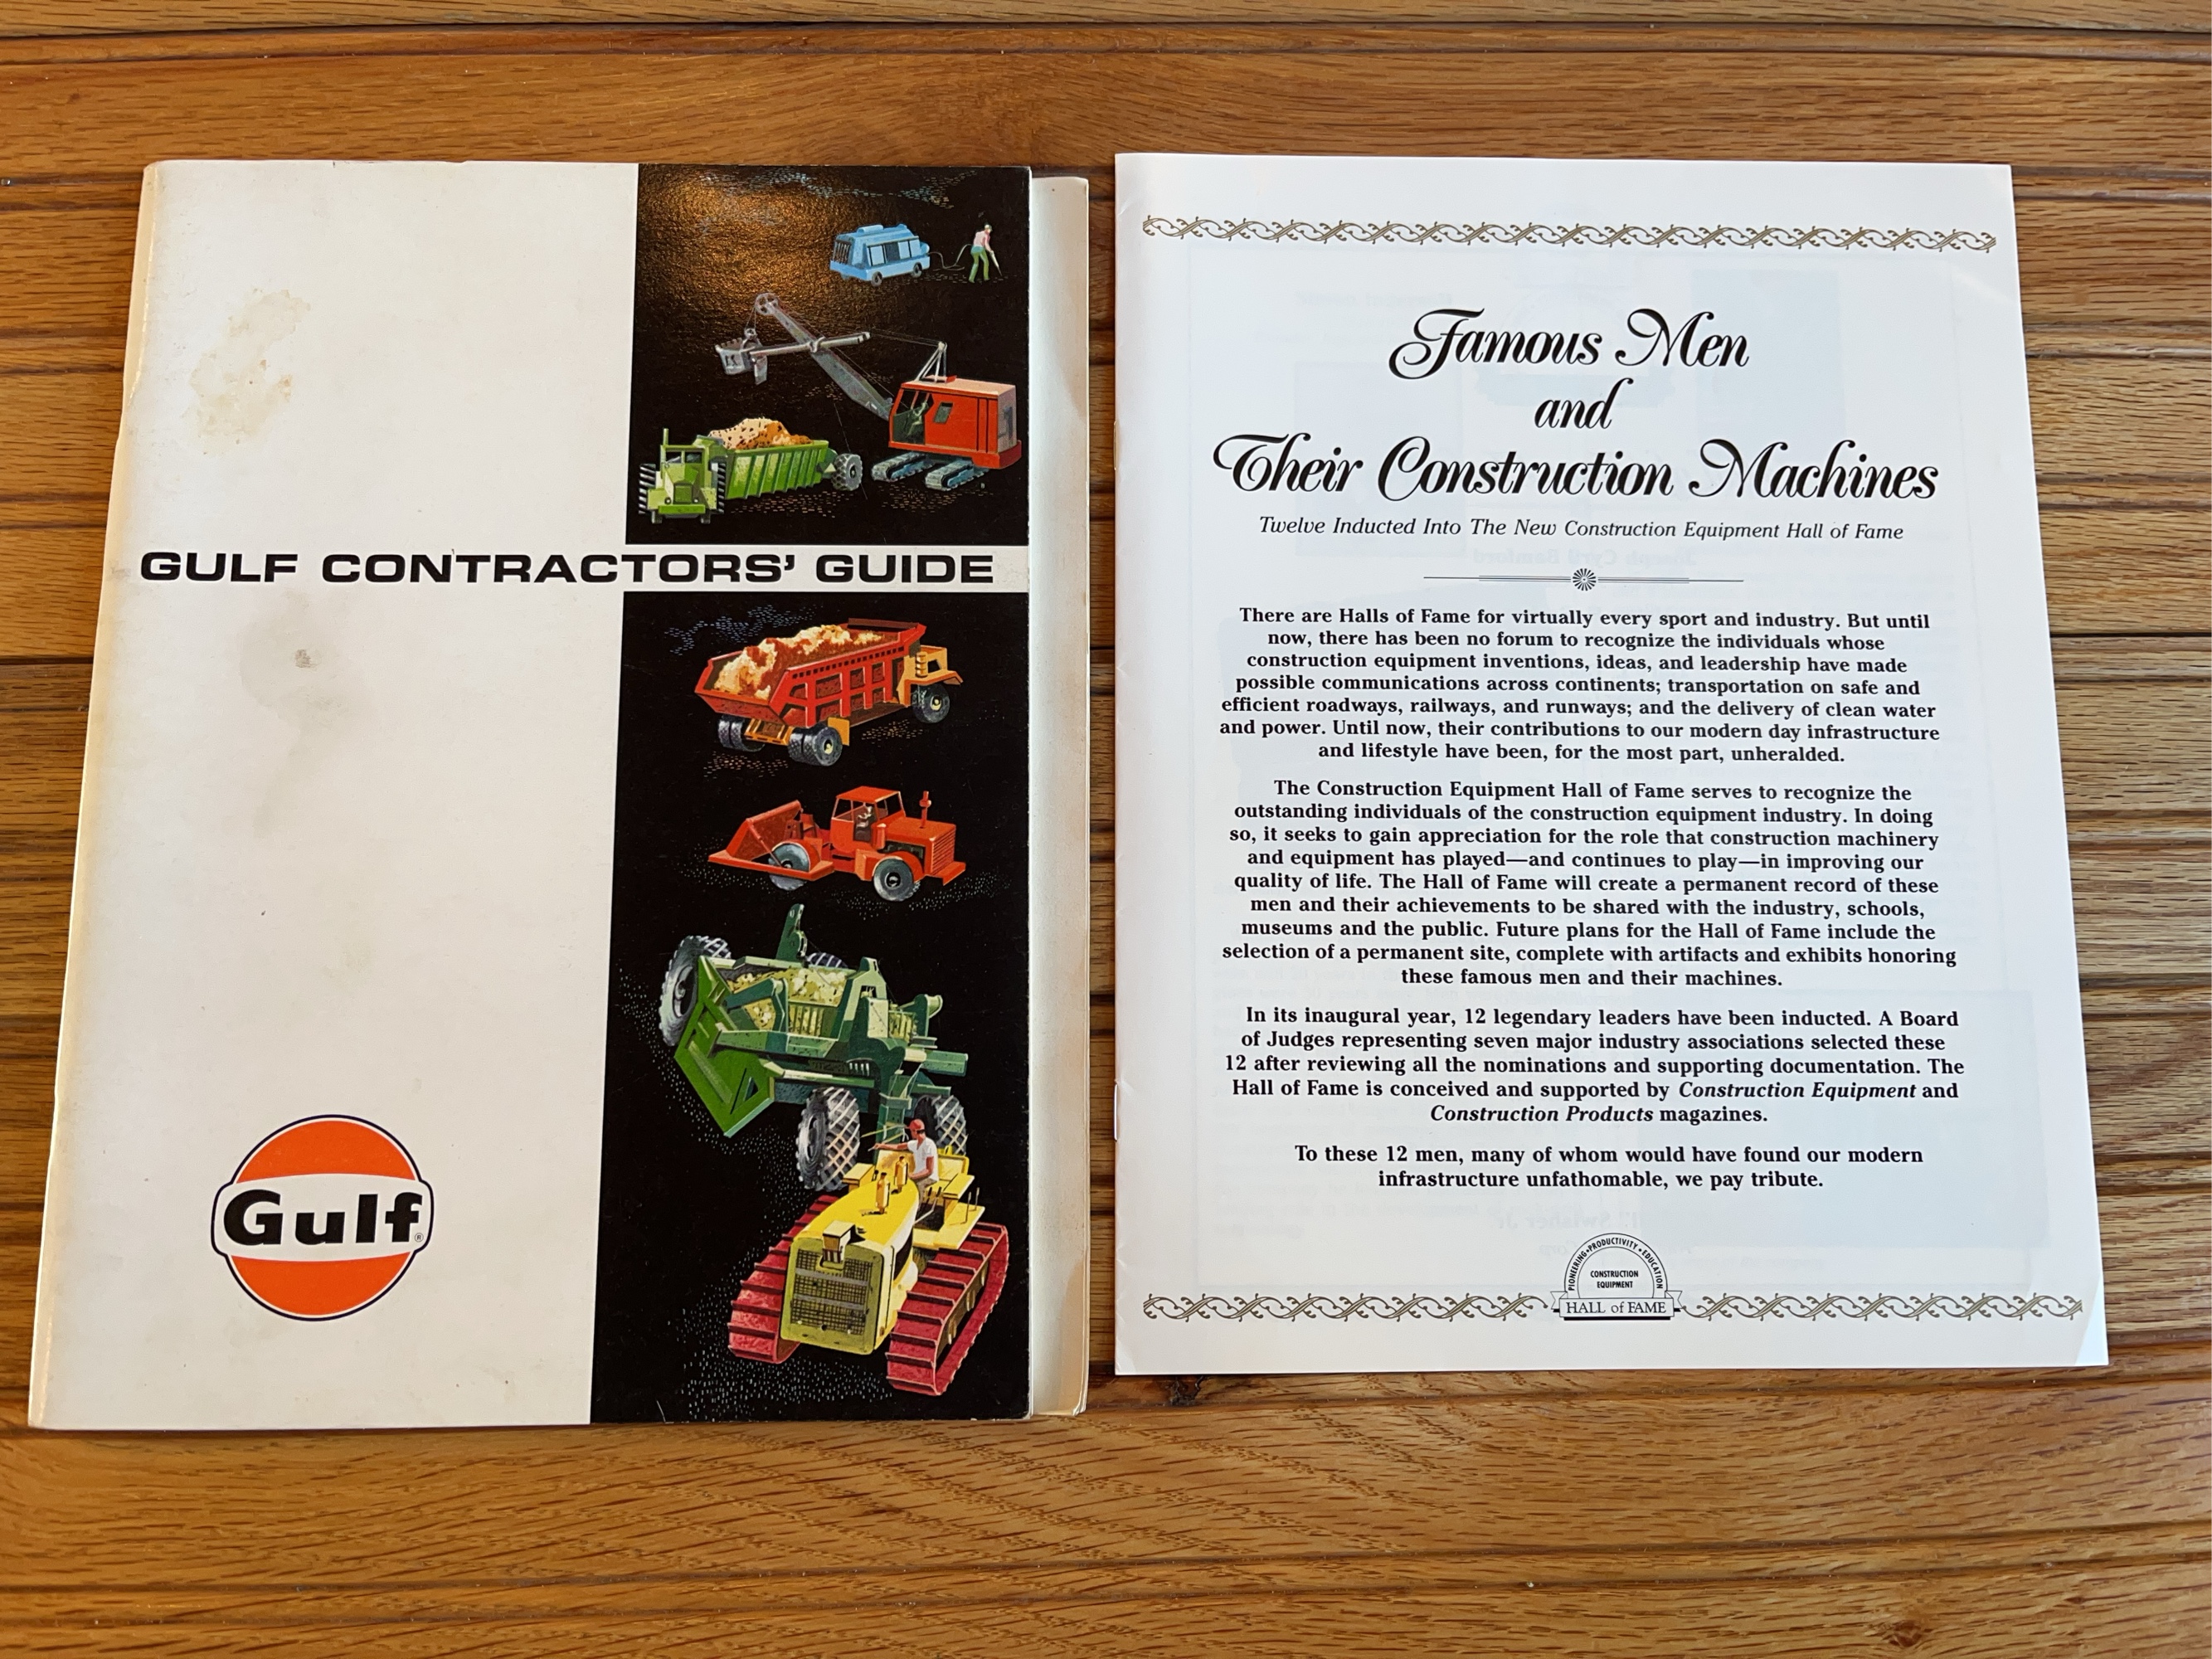 GULF CONTRACTORS' GUIDE
Gulf®
Famous Men
and
Their Construction Machines
Twelve Inducted Into The New Construction Equipment Hall of Fame
There are Halls of Fame for virtually every sport and industry. But until
now, there has been no forum to recognize the individuals whose
construction equipment inventions, ideas, and leadership have made
possible communications across continents; transportation on safe and
efficient roadways, railways, and runways; and the delivery of clean water
and power. Until now, their contributions to our modern day infrastructure
and lifestyle have been, for the most part, unheralded.
The Construction Equipment Hall of Fame serves to recognize the
outstanding individuals of the construction equipment industry. In doing
so, it seeks to gain appreciation for the role that construction machinery
and equipment has played—and continues to play—in improving our
quality of life. The Hall of Fame will create a permanent record of these
men and their achievements to be shared with the industry, schools,
museums and the public. Future plans for the Hall of Fame include the
selection of a permanent site, complete with artifacts and exhibits honoring
these famous men and their machines.
In its inaugural year, 12 legendary leaders have been inducted. A Board
of Judges representing seven major industry associations selected these
12 after reviewing all the nominations and supporting documentation. The
Hall of Fame is conceived and supported by Construction Equipment and
Construction Products magazines.
To these 12 men, many of whom would have found our modern
infrastructure unfathomable, we pay tribute.
PIONEERING•PRODUCTIVITY•EDUCATION
CONSTRUCTION
EQUIPMENT
HALL of FAME